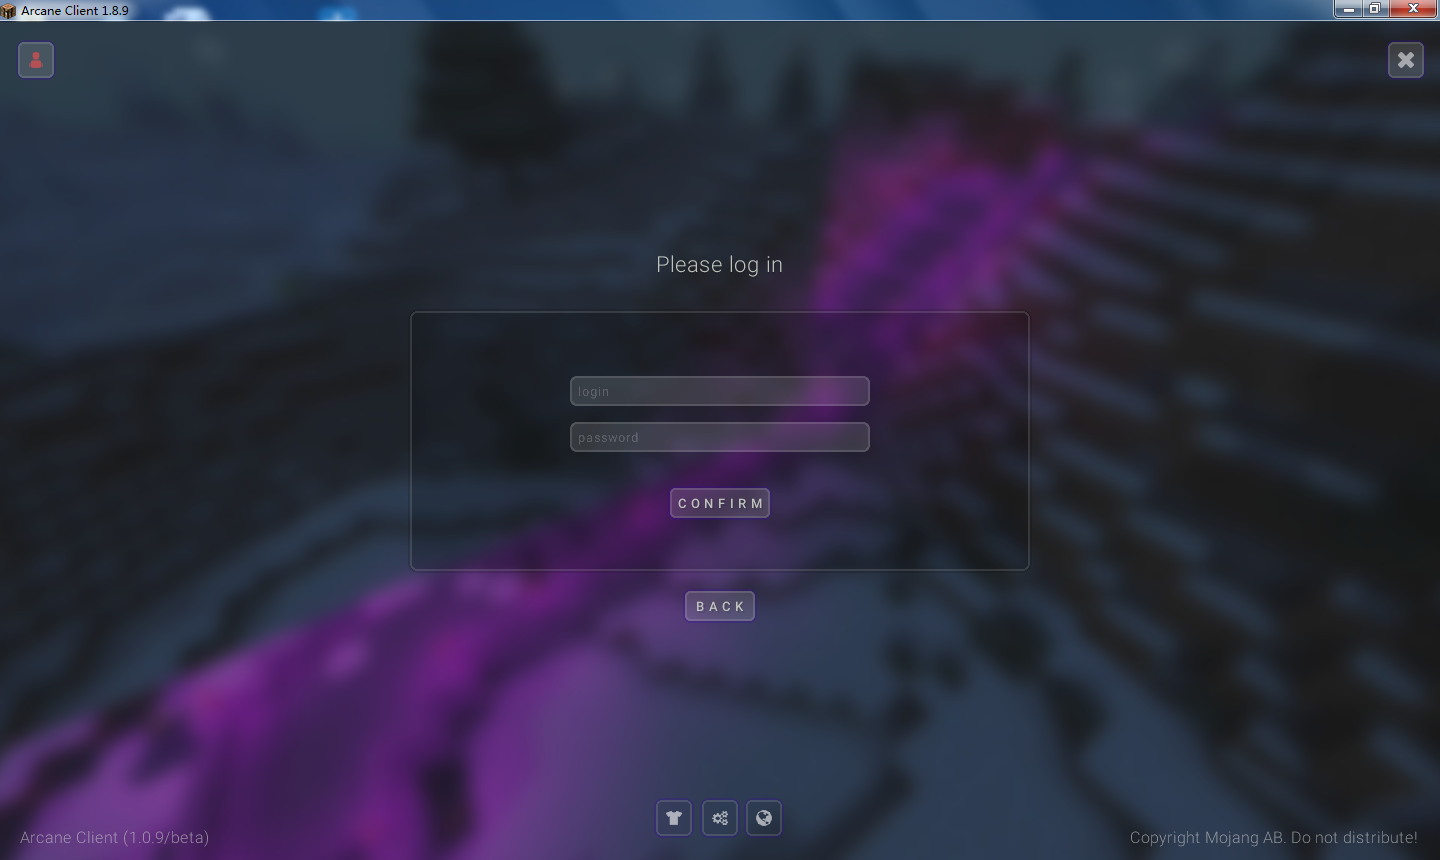 Arcane Client 1.8.9
Please log in
login
password
CONFIRM
BACK
Arcane Client (1.0.9/beta)
Copyright Mojang AB. Do not distribute!